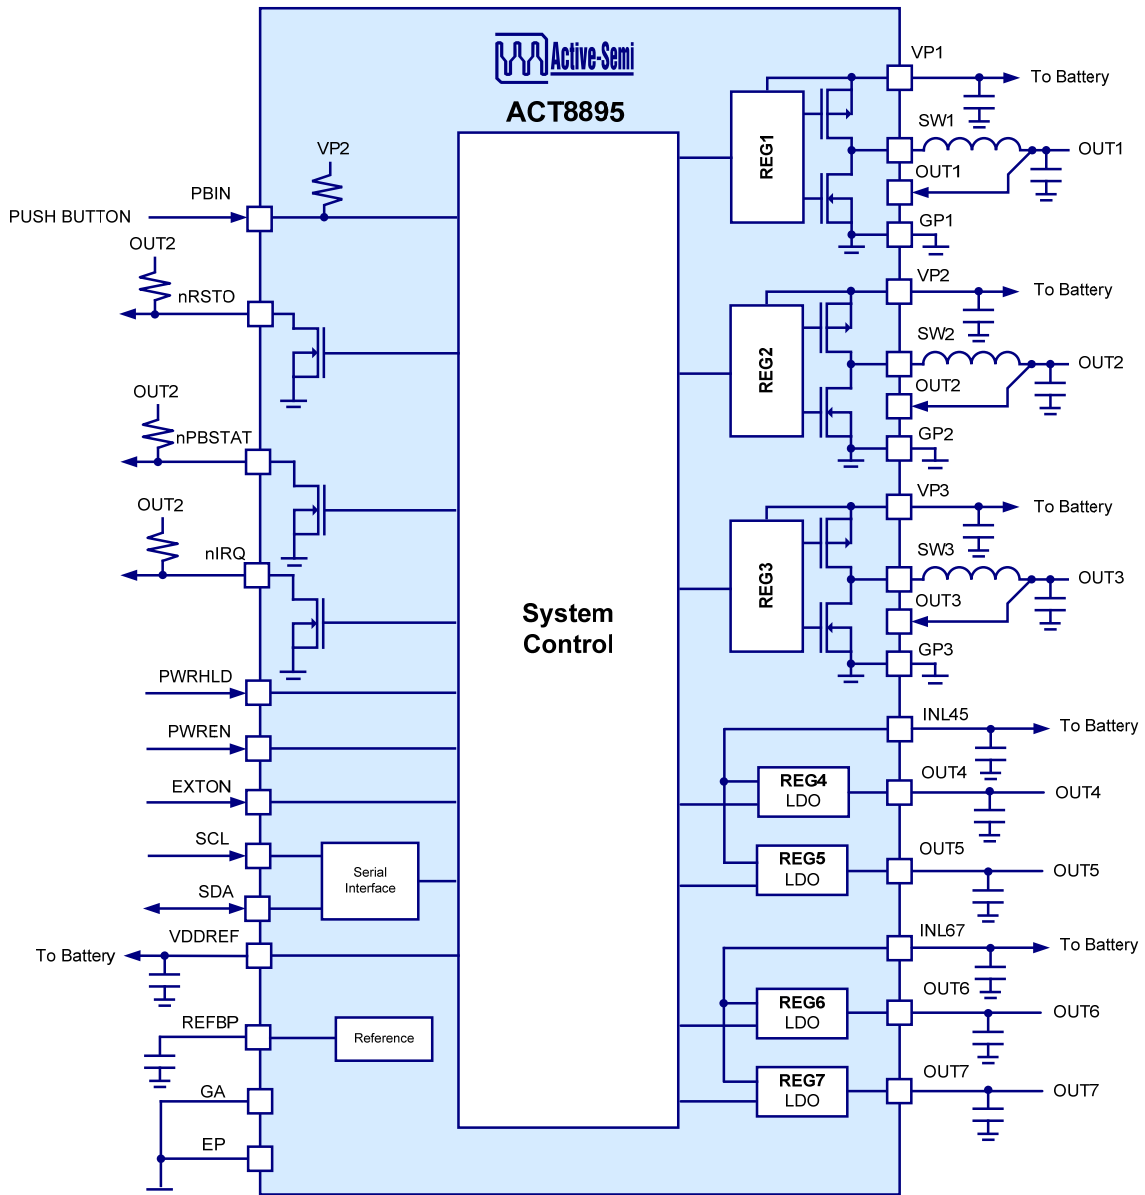 Active-Semi
ACT8895
VP2
PBIN
PUSH BUTTON
OUT2
nRSTO
OUT2
nPBSTAT
OUT2
nIRQ
PWRHLD
PWREN
EXTON
SCL
SDA
Serial
Interface
VDDREF
To Battery
REFBP
Reference
GA
EP
System
Control
REG1
VP1
To Battery
SW1
OUT1
OUT1
GP1
REG2
VP2
To Battery
SW2
OUT2
OUT2
GP2
REG3
VP3
To Battery
SW3
OUT3
OUT3
GP3
INL45
To Battery
REG4
LDO
OUT4
OUT4
REG5
LDO
OUT5
OUT5
INL67
To Battery
REG6
LDO
OUT6
OUT6
REG7
LDO
OUT7
OUT7